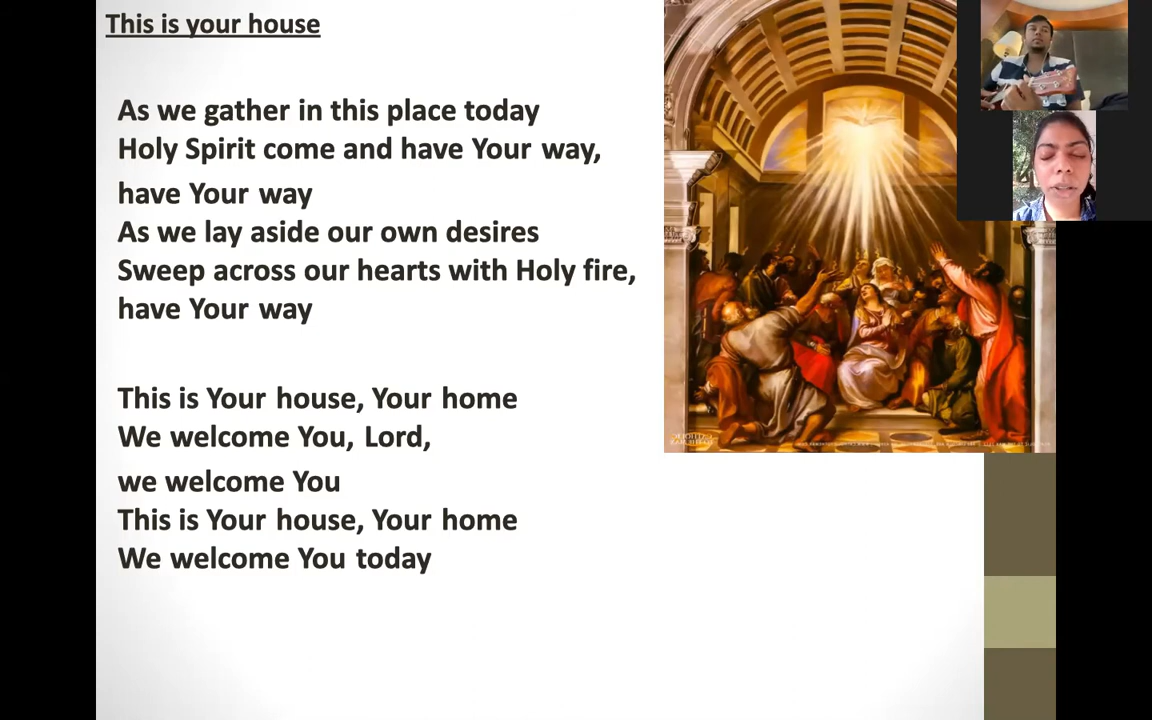 This is your house
As we gather in this place today
Holy Spirit come and have Your way,
have Your way
As we lay aside our own desires
Sweep across our hearts with Holy fire,
have Your way
This is Your house, Your home
We welcome You, Lord,
we welcome You
This is Your house, Your home
We welcome You today